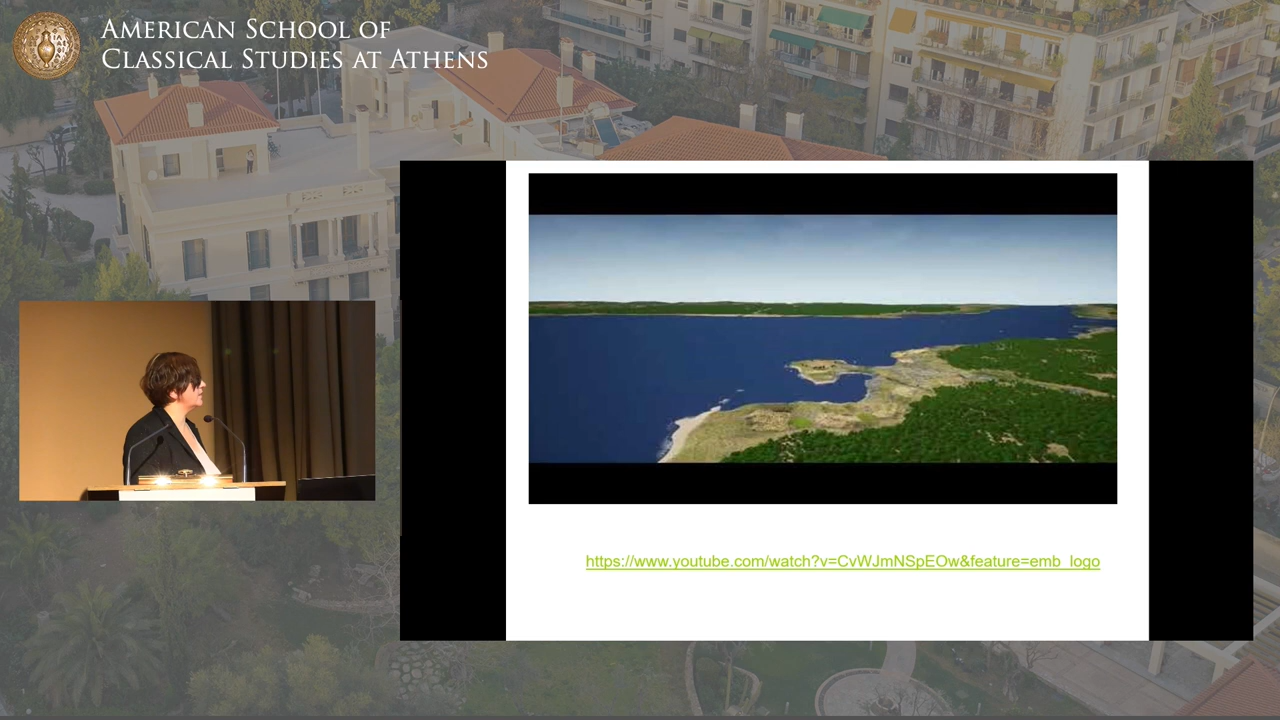 AMERICAN SCHOOL OF
CLASSICAL STUDIES AT ATHENS
https://www.youtube.com/watch?v=CvWJmNSpEOw&feature=emb_logo